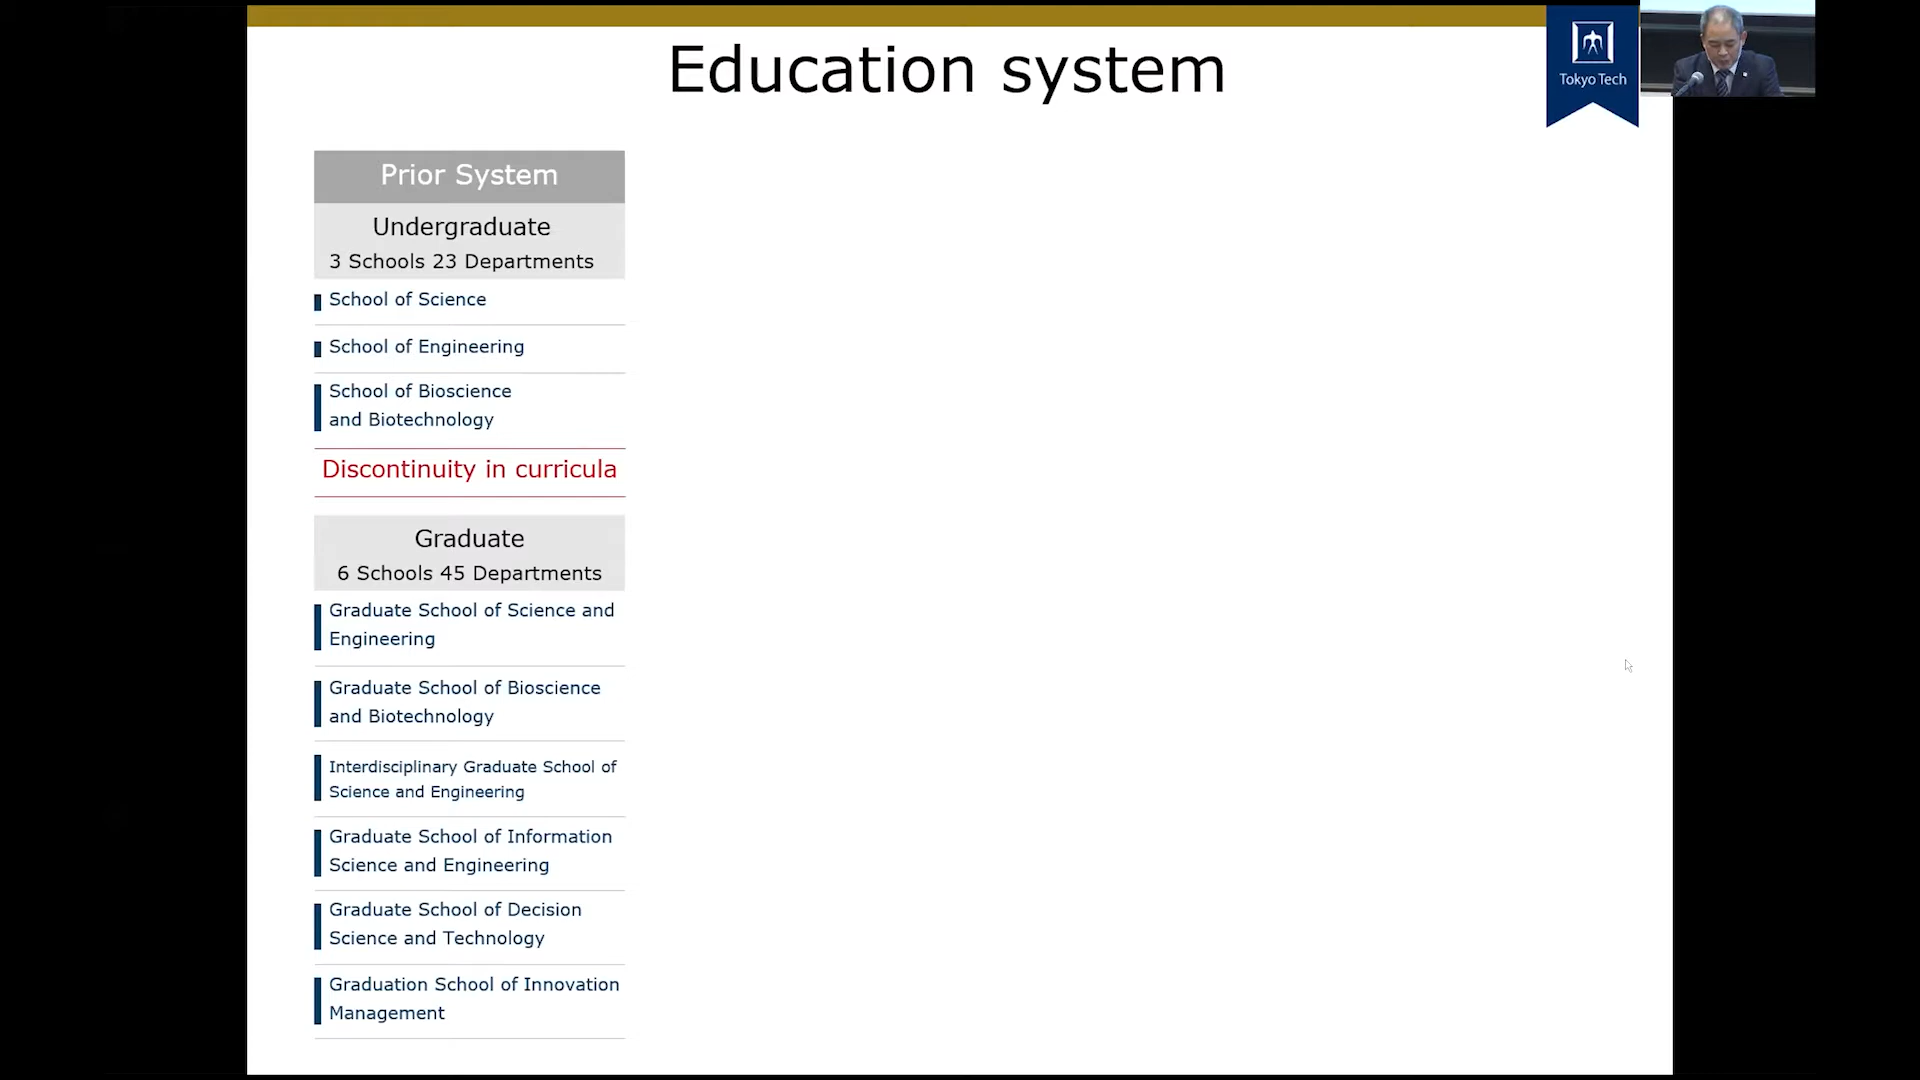 Education system
Tokyo Tech
Prior System
Undergraduate
3 Schools 23 Departments
School of Science
School of Engineering
School of Bioscience
and Biotechnology
Discontinuity in curricula
Graduate
6 Schools 45 Departments
Graduate School of Science and
Engineering
Graduate School of Bioscience
and Biotechnology
Interdisciplinary Graduate School of
Science and Engineering
Graduate School of Information
Science and Engineering
Graduate School of Decision
Science and Technology
Graduation School of Innovation
Management